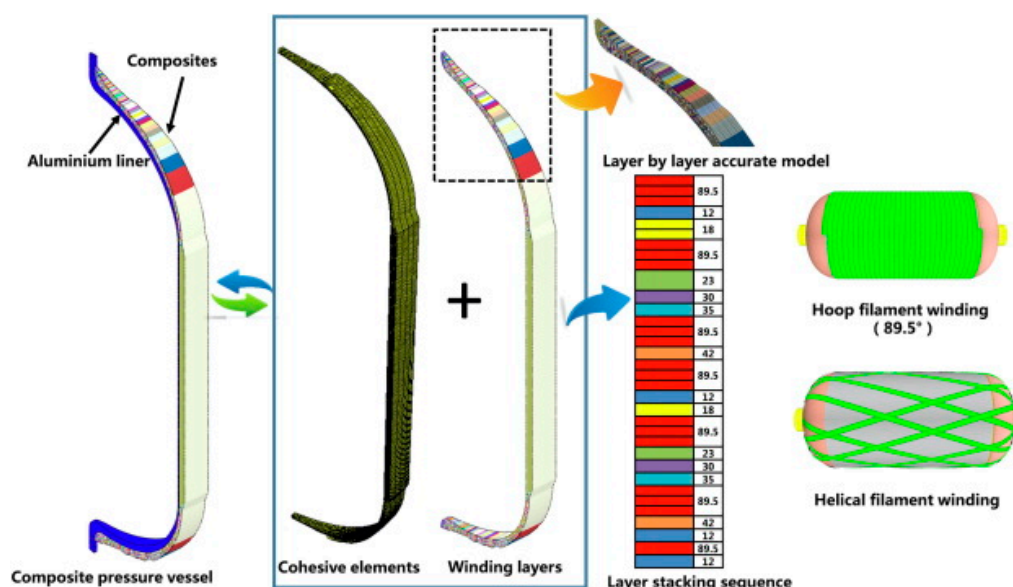 Composites
Aluminium liner
Composite pressure vessel
Cohesive elements
Winding layers
Layer by layer accurate model
89.5
12
18
89.5
23
30
35
89.5
42
89.5
12
18
89.5
23
30
35
89.5
42
12
89.5
12
Layer stacking sequence
Hoop filament winding
( 89.5° )
Helical filament winding